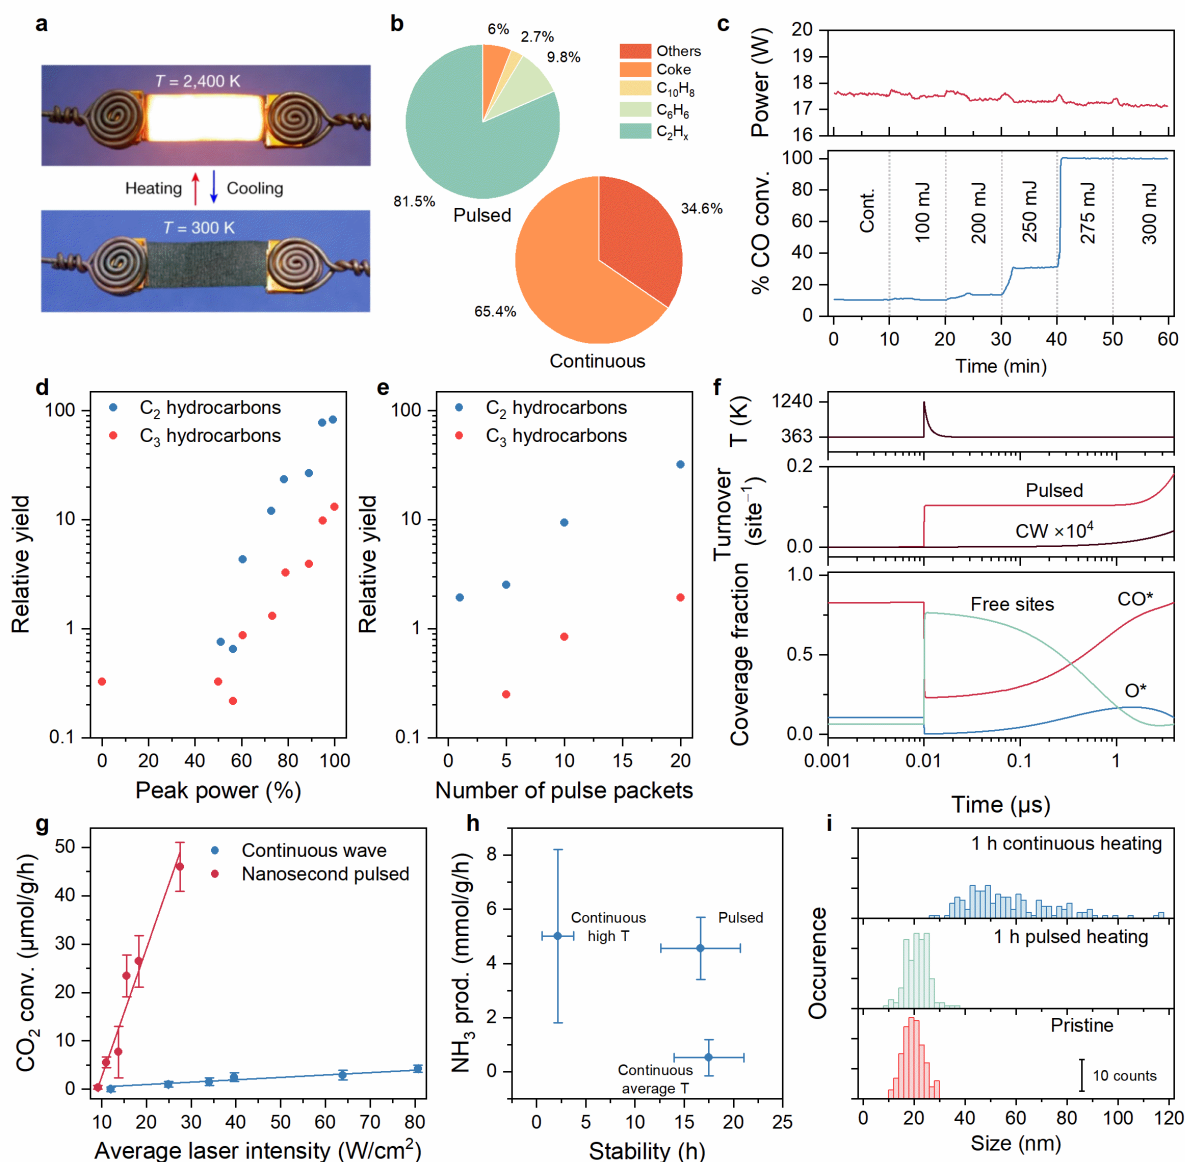 a
T = 2,400 K
Heating
Cooling
T = 300 K
b
6%
2.7%
9.8%
81.5%
Pulsed
Others
Coke
C10H8
C6H6
C2Hx
34.6%
65.4%
Continuous
c
Power (W)
20
19
18
17
16
% CO conv.
100
80
60
40
20
0
Cont.
100 mJ
200 mJ
250 mJ
275 mJ
300 mJ
0 10 20 30 40 50 60
Time (min)
d
Relative yield
100
10
1
0.1
C2 hydrocarbons
C3 hydrocarbons
0 20 40 60 80 100
Peak power (%)
e
Relative yield
100
10
1
0.1
C2 hydrocarbons
C3 hydrocarbons
0 5 10 15 20
Number of pulse packets
f
T (K)
1240
363
Turnover
(site−1)
0.2
0.0
Pulsed
CW ×10^4
Coverage fraction
1.0
0.5
0.0
Free sites
CO*
O*
0.001 0.01 0.1 1
Time (µs)
g
CO2 conv. (µmol/g/h)
50
40
30
20
10
0
Continuous wave
Nanosecond pulsed
10 20 30 40 50 60 70 80
Average laser intensity (W/cm2)
h
NH3 prod. (mmol/g/h)
8
6
4
2
0
Continuous
high T
Pulsed
Continuous
average T
0 5 10 15 20 25
Stability (h)
i
Occurence
1 h continuous heating
1 h pulsed heating
Pristine
10 counts
0 20 40 60 80 100 120
Size (nm)